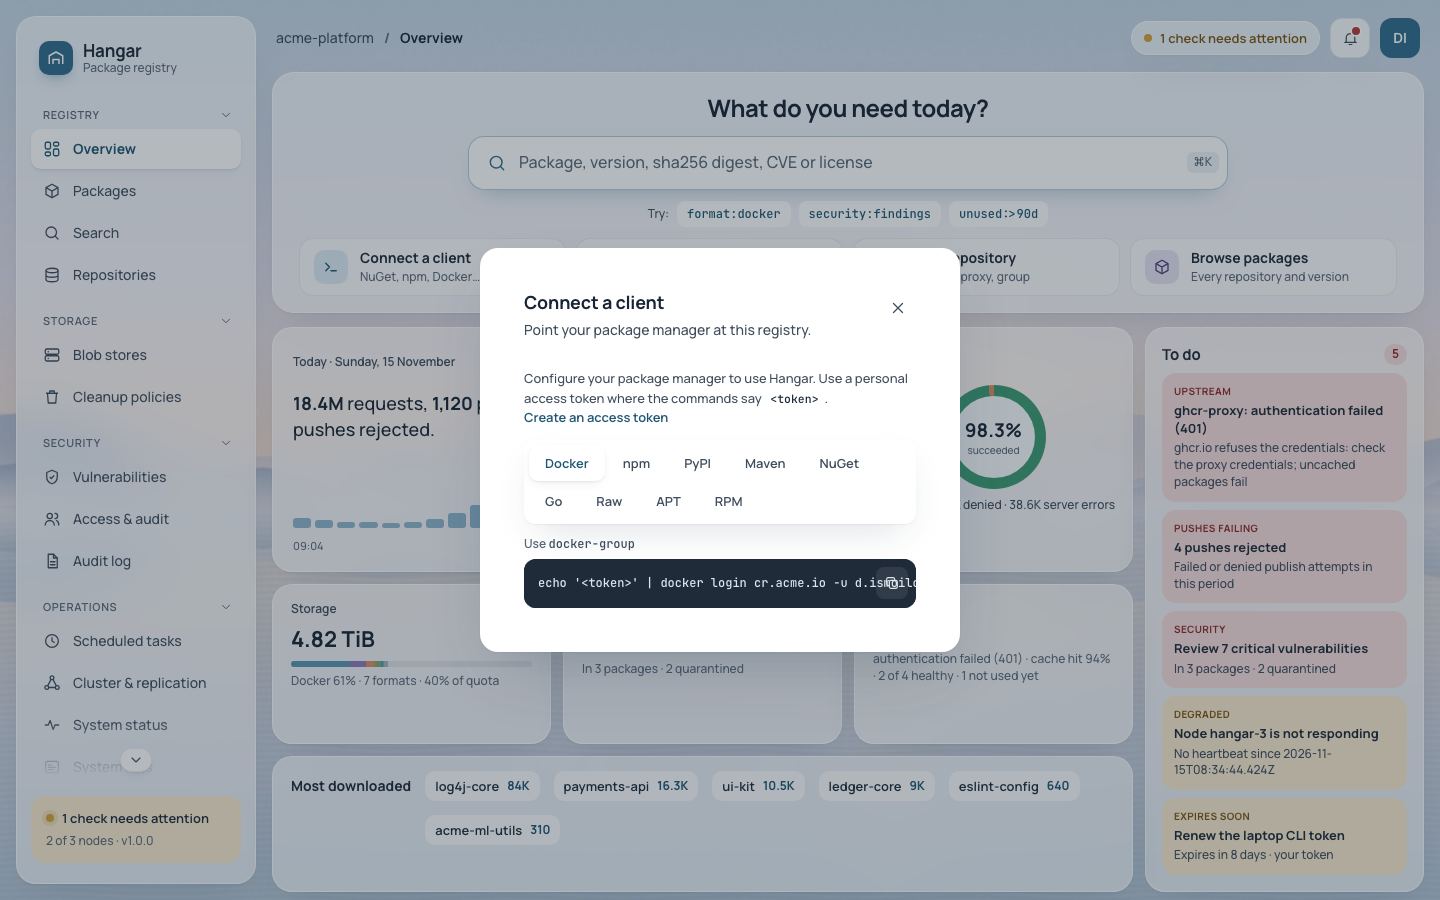 Hangar
Package registry
REGISTRY
Overview
Packages
Search
Repositories
STORAGE
Blob stores
Cleanup policies
SECURITY
Vulnerabilities
Access & audit
Audit log
OPERATIONS
Scheduled tasks
Cluster & replication
System status
1 check needs attention
2 of 3 nodes · v1.0.0
acme-platform / Overview
1 check needs attention
DI
What do you need today?
Package, version, sha256 digest, CVE or license
⌘K
Try: format:docker security:findings unused:>90d
Connect a client
NuGet, npm, Docker…
proxy, group
Browse packages
Every repository and version
Today · Sunday, 15 November
18.4M requests, 1,120
pushes rejected.
09:04
98.3%
succeeded
denied · 38.6K server errors
Connect a client
Point your package manager at this registry.
Configure your package manager to use Hangar. Use a personal
access token where the commands say <token> .
Create an access token
Docker npm PyPI Maven NuGet
Go Raw APT RPM
Use docker-group
echo '<token>' | docker login cr.acme.io -u
Storage
4.82 TiB
Docker 61% · 7 formats · 40% of quota
In 3 packages · 2 quarantined
authentication failed (401) · cache hit 94%
· 2 of 4 healthy · 1 not used yet
Most downloaded
log4j-core 84K
payments-api 16.3K
ui-kit 10.5K
ledger-core 9K
eslint-config 640
acme-ml-utils 310
To do
5
UPSTREAM
ghcr-proxy: authentication failed
(401)
ghcr.io refuses the credentials: check
the proxy credentials; uncached
packages fail
PUSHES FAILING
4 pushes rejected
Failed or denied publish attempts in
this period
SECURITY
Review 7 critical vulnerabilities
In 3 packages · 2 quarantined
DEGRADED
Node hangar-3 is not responding
No heartbeat since 2026-11-
15T08:34:44.424Z
EXPIRES SOON
Renew the laptop CLI token
Expires in 8 days · your token